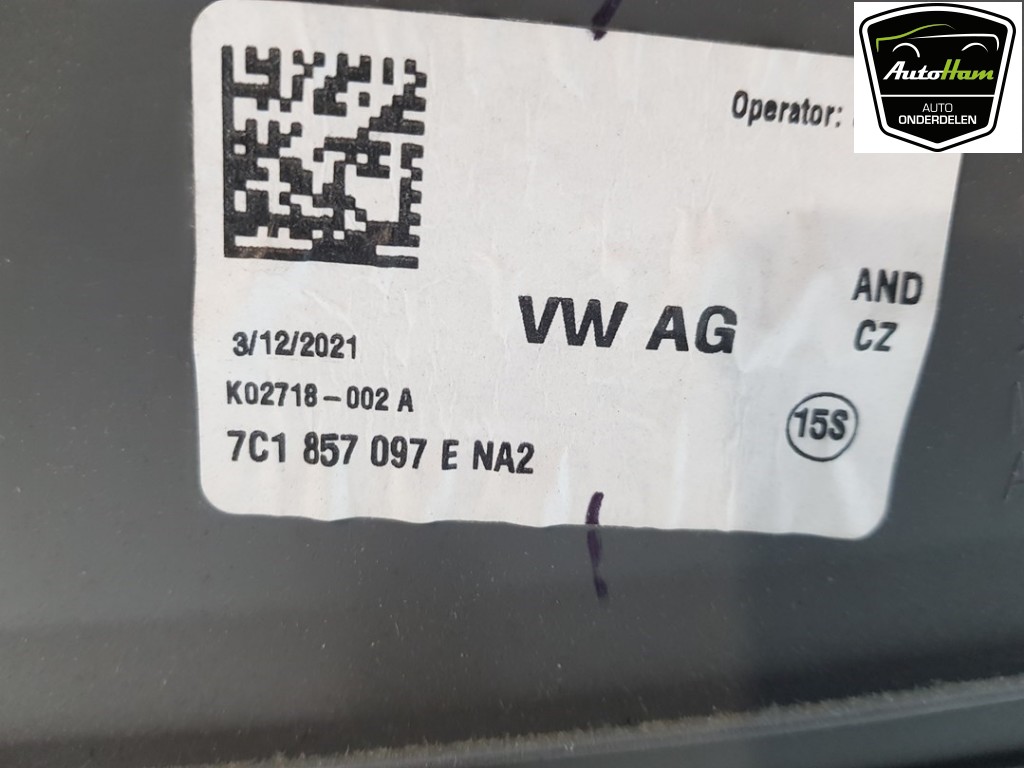 AutoHam
AUTO
ONDERDELEN
Operator:
VW AG
AND
CZ
3/12/2021
K02718-002 A
7C1 857 097 E NA2
15S